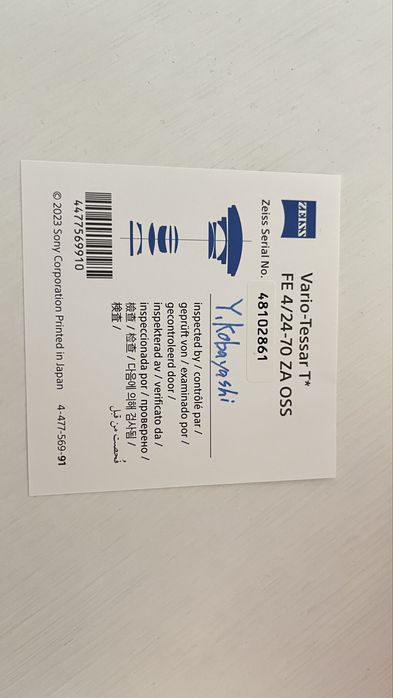 ZEISS
Vario-Tessar T*
FE 4/24-70 ZA OSS
Zeiss Serial No. 48102861
Y. Kobayashi
inspected by / contrôlé par /
geprüft von / examinado por /
gecontroleerd door /
inspekterad av / verificato da /
inspeccionada por / проверено /
檢查 / 检查 / 다음에 의해 검사됨 /
検査 / فُحصت من قبل
4477569910
© 2023 Sony Corporation Printed in Japan 4-477-569-91